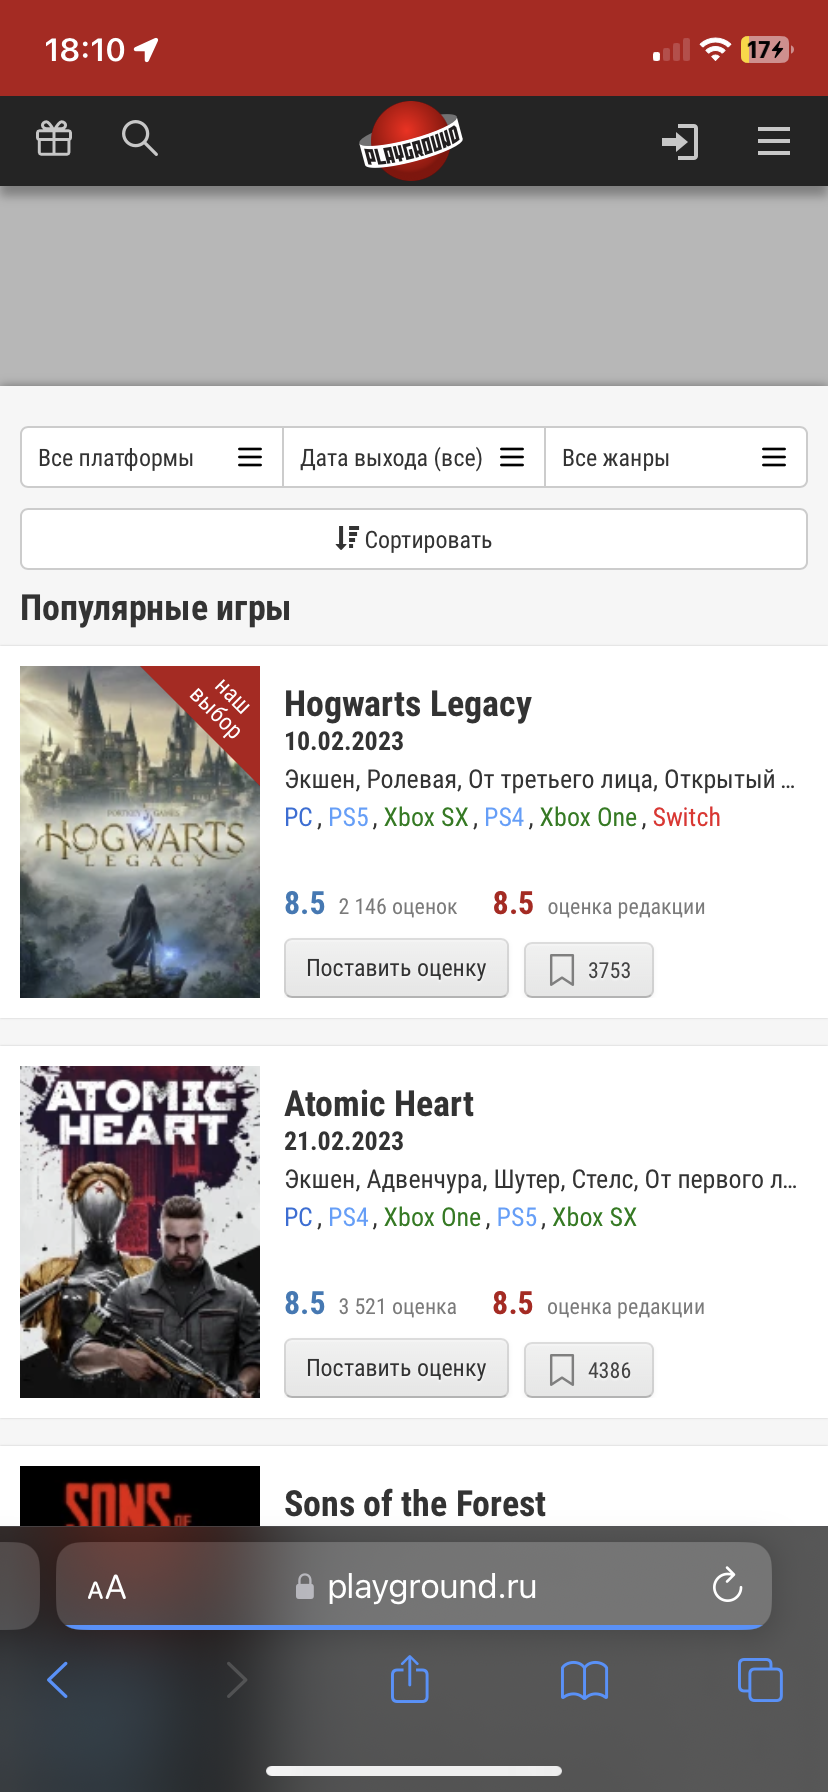 18:10
17
PLAYGROUND
Все платформы
Дата выхода (все)
Все жанры
Сортировать
Популярные игры
наш
выбор
HOGWARTS
LEGACY
Hogwarts Legacy
10.02.2023
Экшен, Ролевая, От третьего лица, Открытый ...
PC , PS5 , Xbox SX , PS4 , Xbox One , Switch
8.5 2 146 оценок 8.5 оценка редакции
Поставить оценку 3753
ATOMIC
HEART
Atomic Heart
21.02.2023
Экшен, Адвенчура, Шутер, Стелс, От первого л...
PC , PS4 , Xbox One , PS5 , Xbox SX
8.5 3 521 оценка 8.5 оценка редакции
Поставить оценку 4386
SONS OF
Sons of the Forest
AA playground.ru